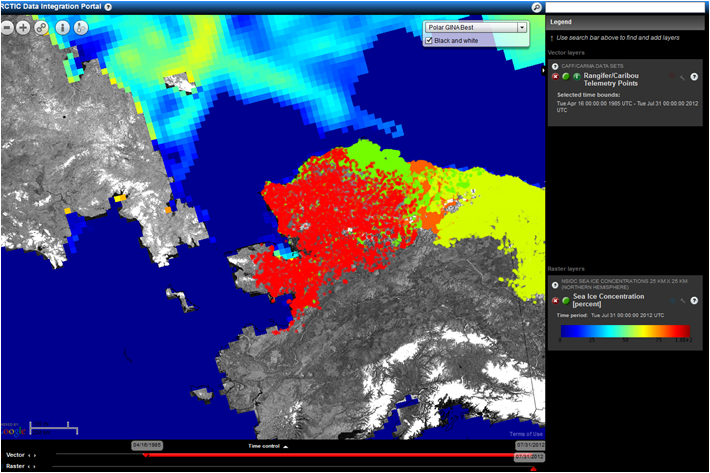 RCTIC Data Integration Portal
Polar GINA Best
Black and white
Legend
Use search bar above to find and add layers
Vector layers
CAFF/CARMA DATA SETS
Rangifer/Caribou
Telemetry Points
Selected time bounds:
Tue Apr 16 00:00:00 1985 UTC - Tue Jul 31 00:00:00 2012
UTC
Raster layers
NSIDC SEA ICE CONCENTRATIONS 25 KM X 25 KM
(NORTHERN HEMISPHERE)
Sea Ice Concentration
[percent]
Time period: Tue Jul 31 00:00:00 2012 UTC
0 25 50 75
Google
Terms of Use
04/16/1985 Time control 07/31/2012
Vector
07/31/2012
Raster